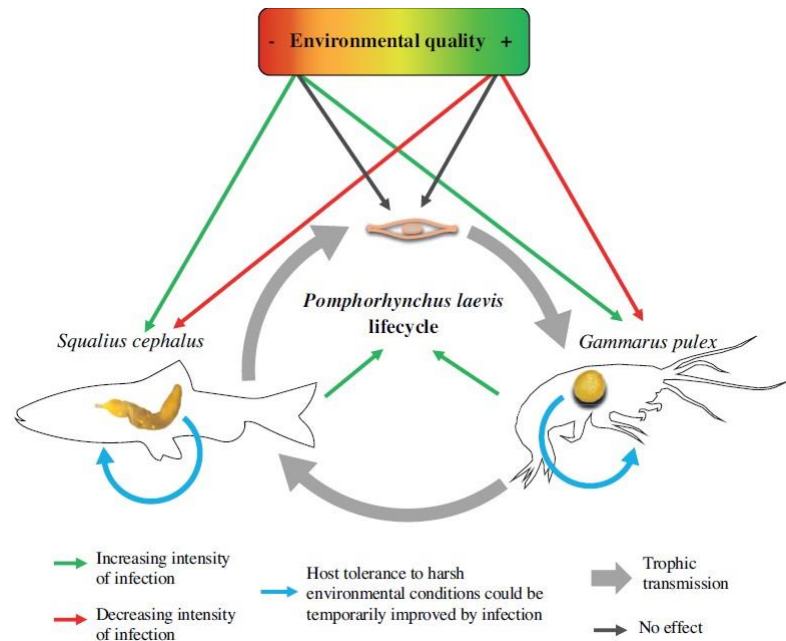 - Environmental quality +
Pomphorhynchus laevis
lifecycle
Squalius cephalus
Gammarus pulex
Increasing intensity
of infection
Decreasing intensity
of infection
Host tolerance to harsh
environmental conditions could be
temporarily improved by infection
Trophic
transmission
No effect